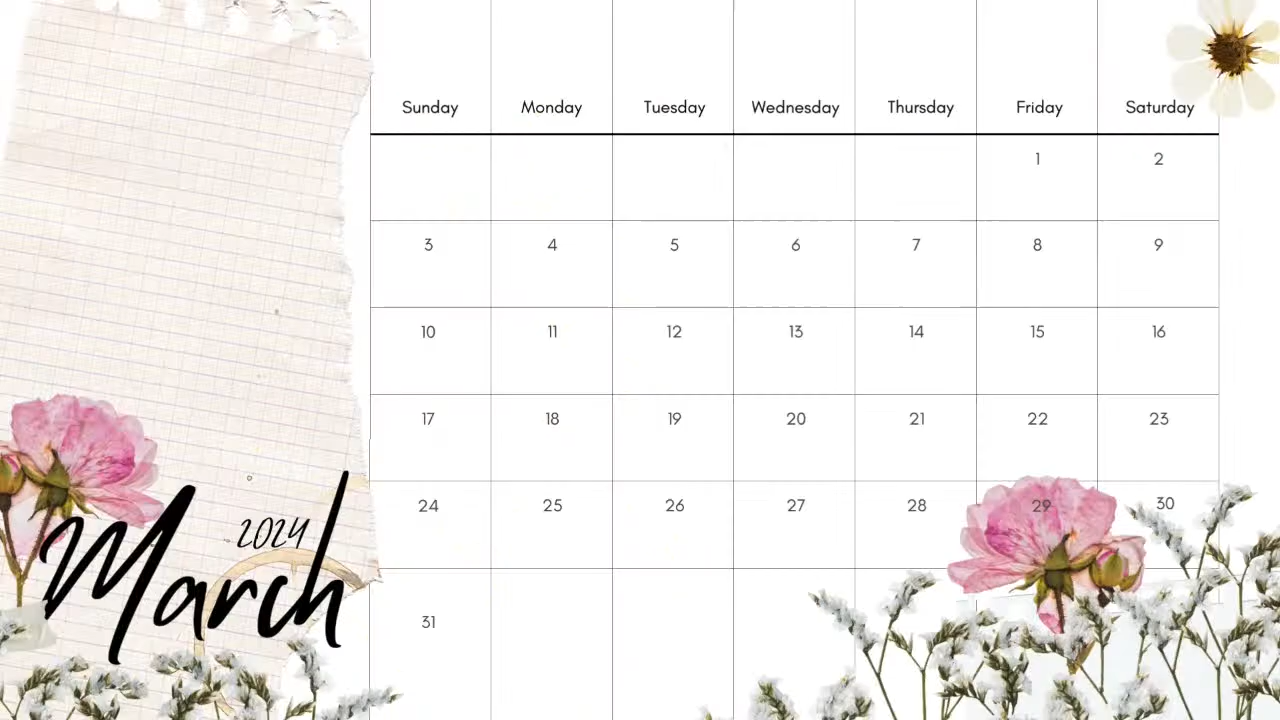 Sunday Monday Tuesday Wednesday Thursday Friday Saturday
1 2
3 4 5 6 7 8 9
10 11 12 13 14 15 16
17 18 19 20 21 22 23
24 25 26 27 28 29 30
31
2024
March